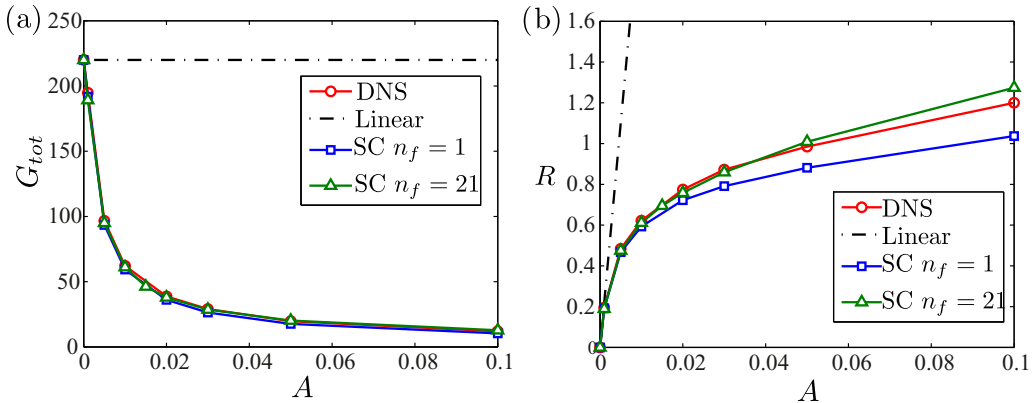 (a)
250
200
150
100
50
0
G_tot
0 0.02 0.04 0.06 0.08 0.1
A
DNS
Linear
SC n_f = 1
SC n_f = 21
(b)
1.6
1.4
1.2
1
0.8
0.6
0.4
0.2
0
R
0 0.02 0.04 0.06 0.08 0.1
A
DNS
Linear
SC n_f = 1
SC n_f = 21